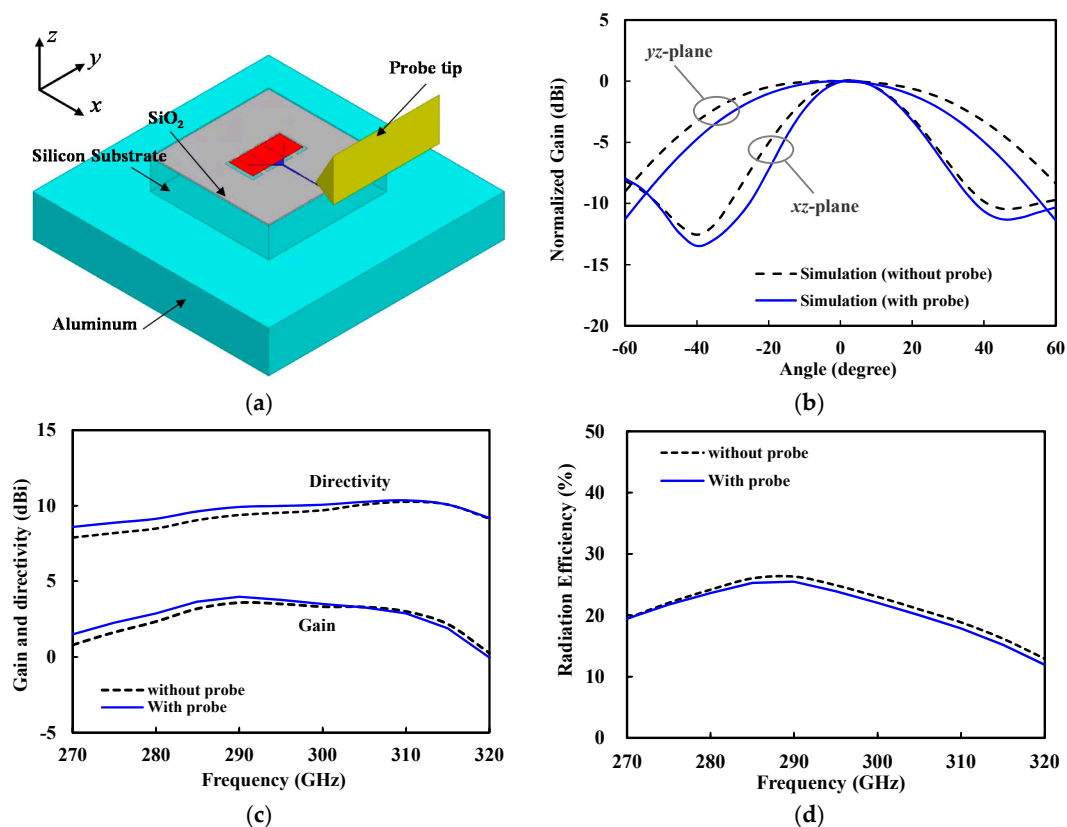 z
y
x
Probe tip
SiO2
Silicon Substrate
Aluminum
(a)
5
0
-5
-10
-15
-20
Normalized Gain (dBi)
yz-plane
xz-plane
Simulation (without probe)
Simulation (with probe)
-60
-40
-20
0
20
40
60
Angle (degree)
(b)
15
10
5
0
-5
Gain and directivity (dBi)
Directivity
Gain
without probe
With probe
270
280
290
300
310
320
Frequency (GHz)
(c)
50
40
30
20
10
0
Radiation Efficiency (%)
without probe
With probe
270
280
290
300
310
320
Frequency (GHz)
(d)